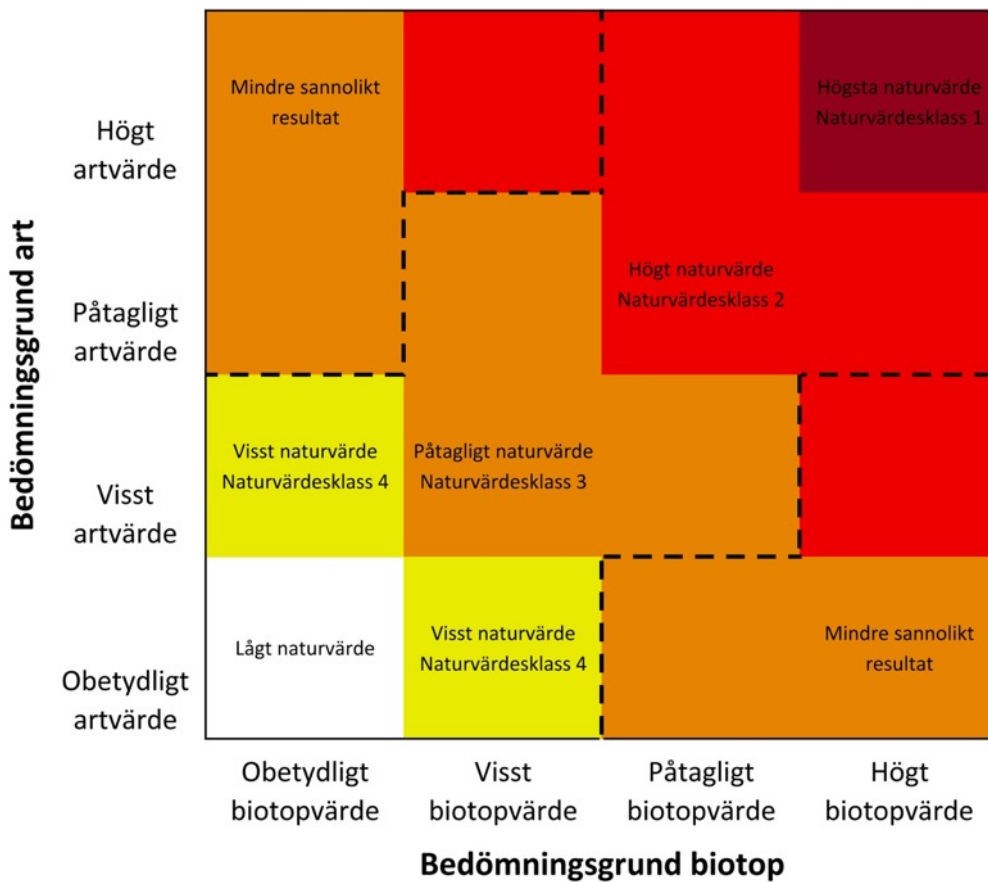 Mindre sannolikt
resultat
Högsta naturvärde
Naturvärdesklass 1
Högt
artvärde
Högt naturvärde
Naturvärdesklass 2
Påtagligt
artvärde
Bedömningsgrund art
Visst naturvärde
Naturvärdesklass 4
Påtagligt naturvärde
Naturvärdesklass 3
Visst
artvärde
Lågt naturvärde
Visst naturvärde
Naturvärdesklass 4
Mindre sannolikt
resultat
Obetydligt
artvärde
Obetydligt
biotopvärde
Visst
biotopvärde
Påtagligt
biotopvärde
Högt
biotopvärde
Bedömningsgrund biotop